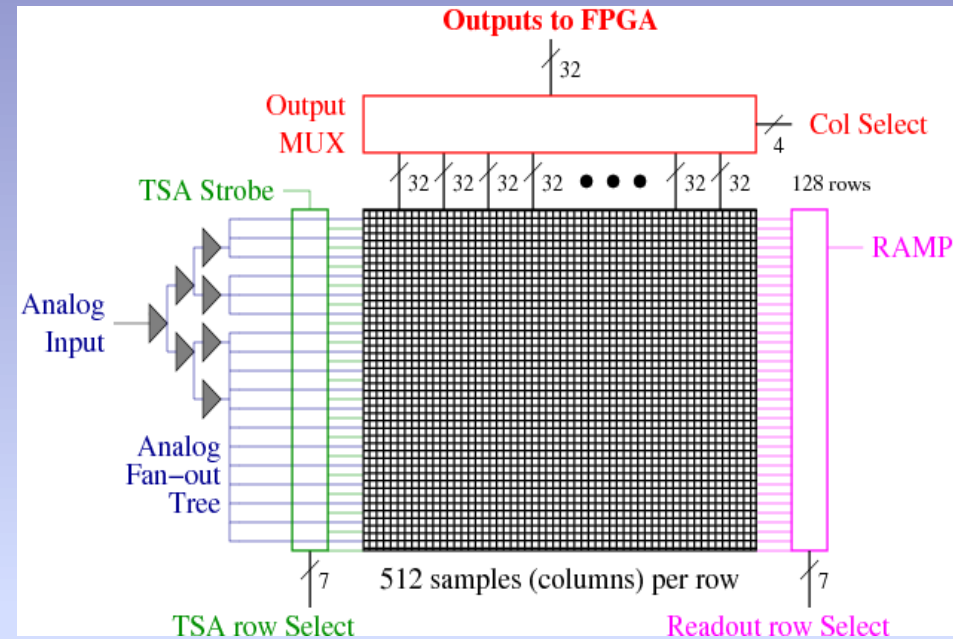 Outputs to FPGA
32
Output
MUX
Col Select
4
32 32 32 32 32 32
128 rows
TSA Strobe
RAMP
Analog
Input
Analog
Fan-out
Tree
7
512 samples (columns) per row
7
TSA row Select
Readout row Select